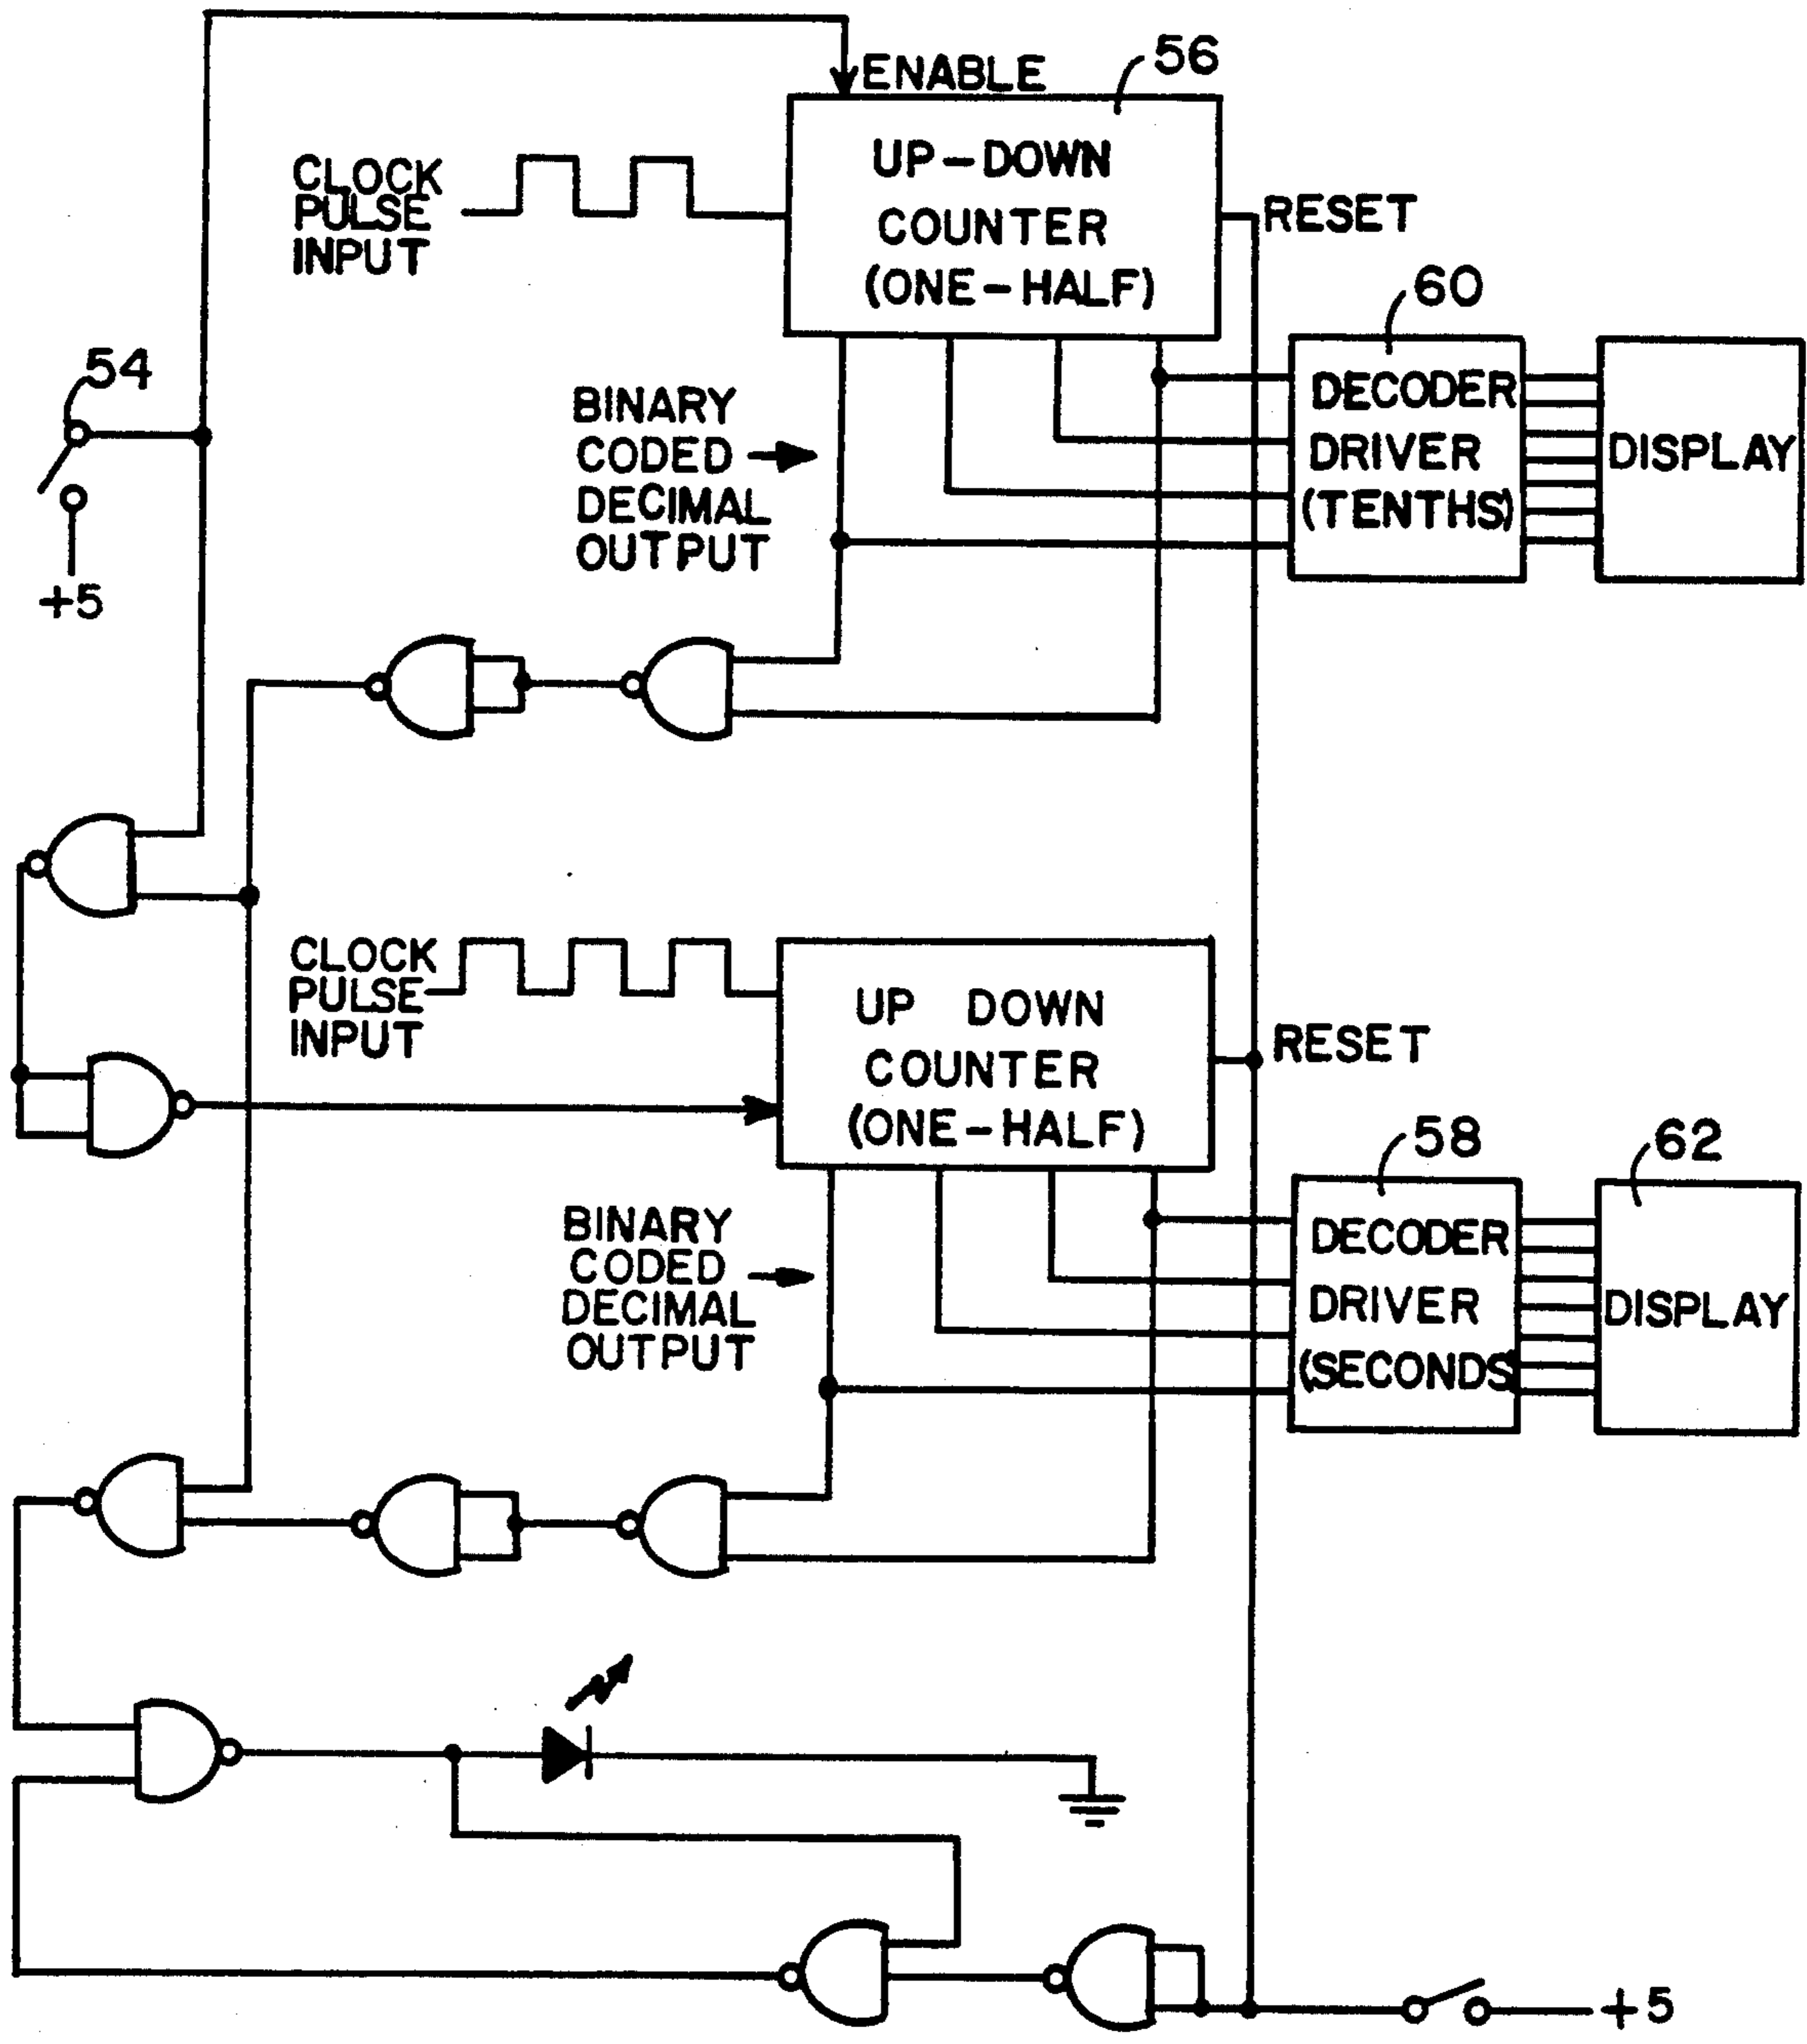 ENABLE
56
UP-DOWN
COUNTER
(ONE-HALF)
CLOCK
PULSE
INPUT
RESET
60
54
+5
BINARY
CODED
DECIMAL
OUTPUT
DECODER
DRIVER
(TENTHS)
DISPLAY
CLOCK
PULSE
INPUT
UP DOWN
COUNTER
(ONE-HALF)
RESET
58
62
BINARY
CODED
DECIMAL
OUTPUT
DECODER
DRIVER
(SECONDS)
DISPLAY
+5